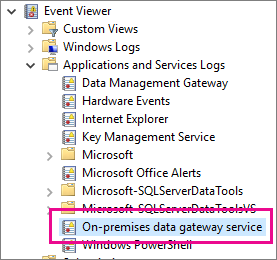 Event Viewer
Custom Views
Windows Logs
Applications and Services Logs
Data Management Gateway
Hardware Events
Internet Explorer
Key Management Service
Microsoft
Microsoft Office Alerts
Microsoft-SQLServerDataTools
Microsoft-SQLServerDataToolsVS
On-premises data gateway service
Windows PowerShell